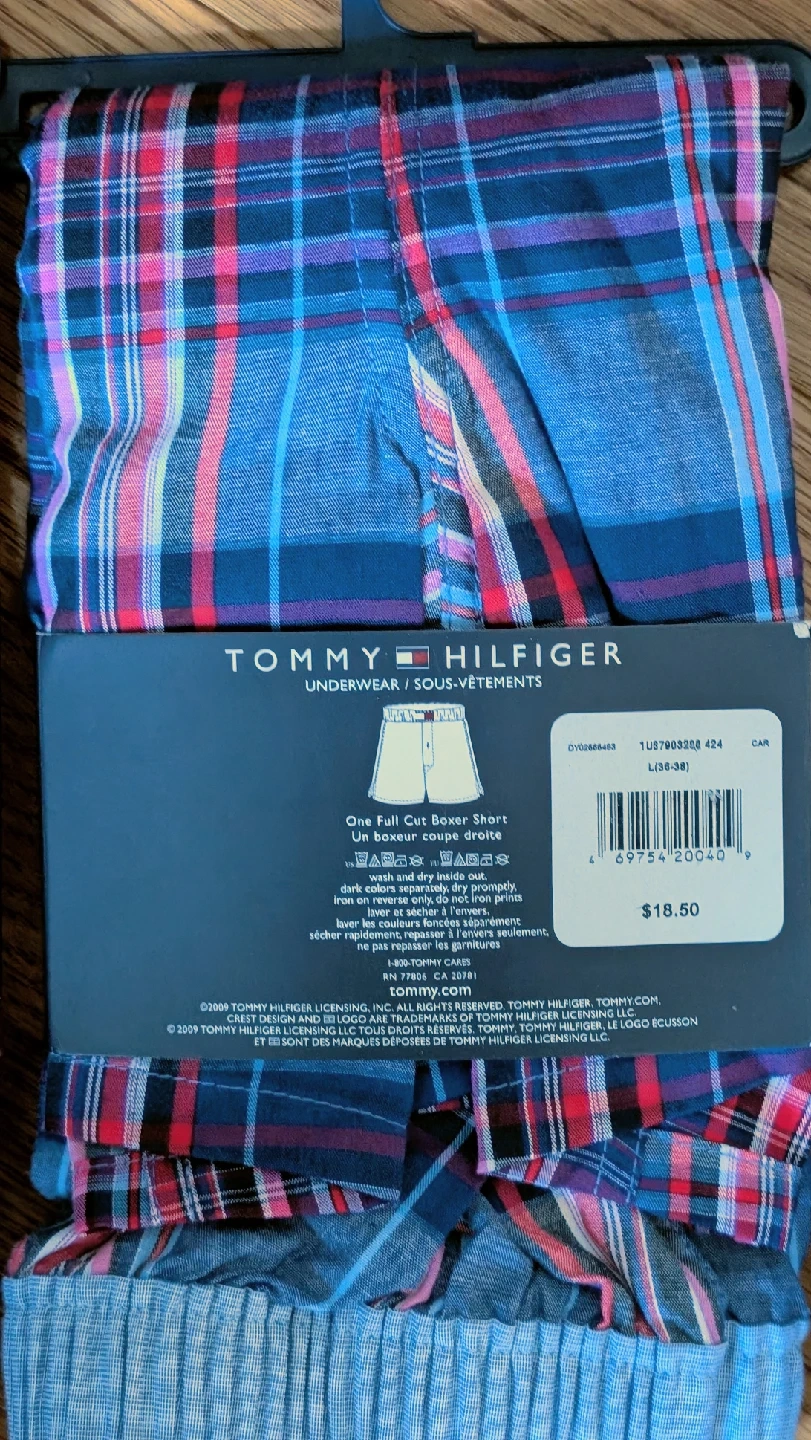 TOMMY HILFIGER
UNDERWEAR / SOUS-VÊTEMENTS
One Full Cut Boxer Short
Un boxeur coupe droite
wash and dry inside out,
dark colors separately, dry promptly,
iron on reverse only, do not iron prints
laver et sécher à l'envers,
laver les couleurs foncées séparément
sécher rapidement, repasser à l'envers seulement,
ne pas repasser les garnitures
1-800-TOMMY CARES
RN 77806 CA 20781
tommy.com
©2009 TOMMY HILFIGER LICENSING, INC. ALL RIGHTS RESERVED. TOMMY HILFIGER, TOMMY.COM,
CREST DESIGN AND LOGO ARE TRADEMARKS OF TOMMY HILFIGER LICENSING LLC.
©2009 TOMMY HILFIGER LICENSING LLC TOUS DROITS RÉSERVÉS. TOMMY, TOMMY HILFIGER, LE LOGO ÉCUSSON
ET SONT DES MARQUES DÉPOSÉES DE TOMMY HILFIGER LICENSING LLC.
424 CAR
L(36-38)
69754 20040 9
$18.50